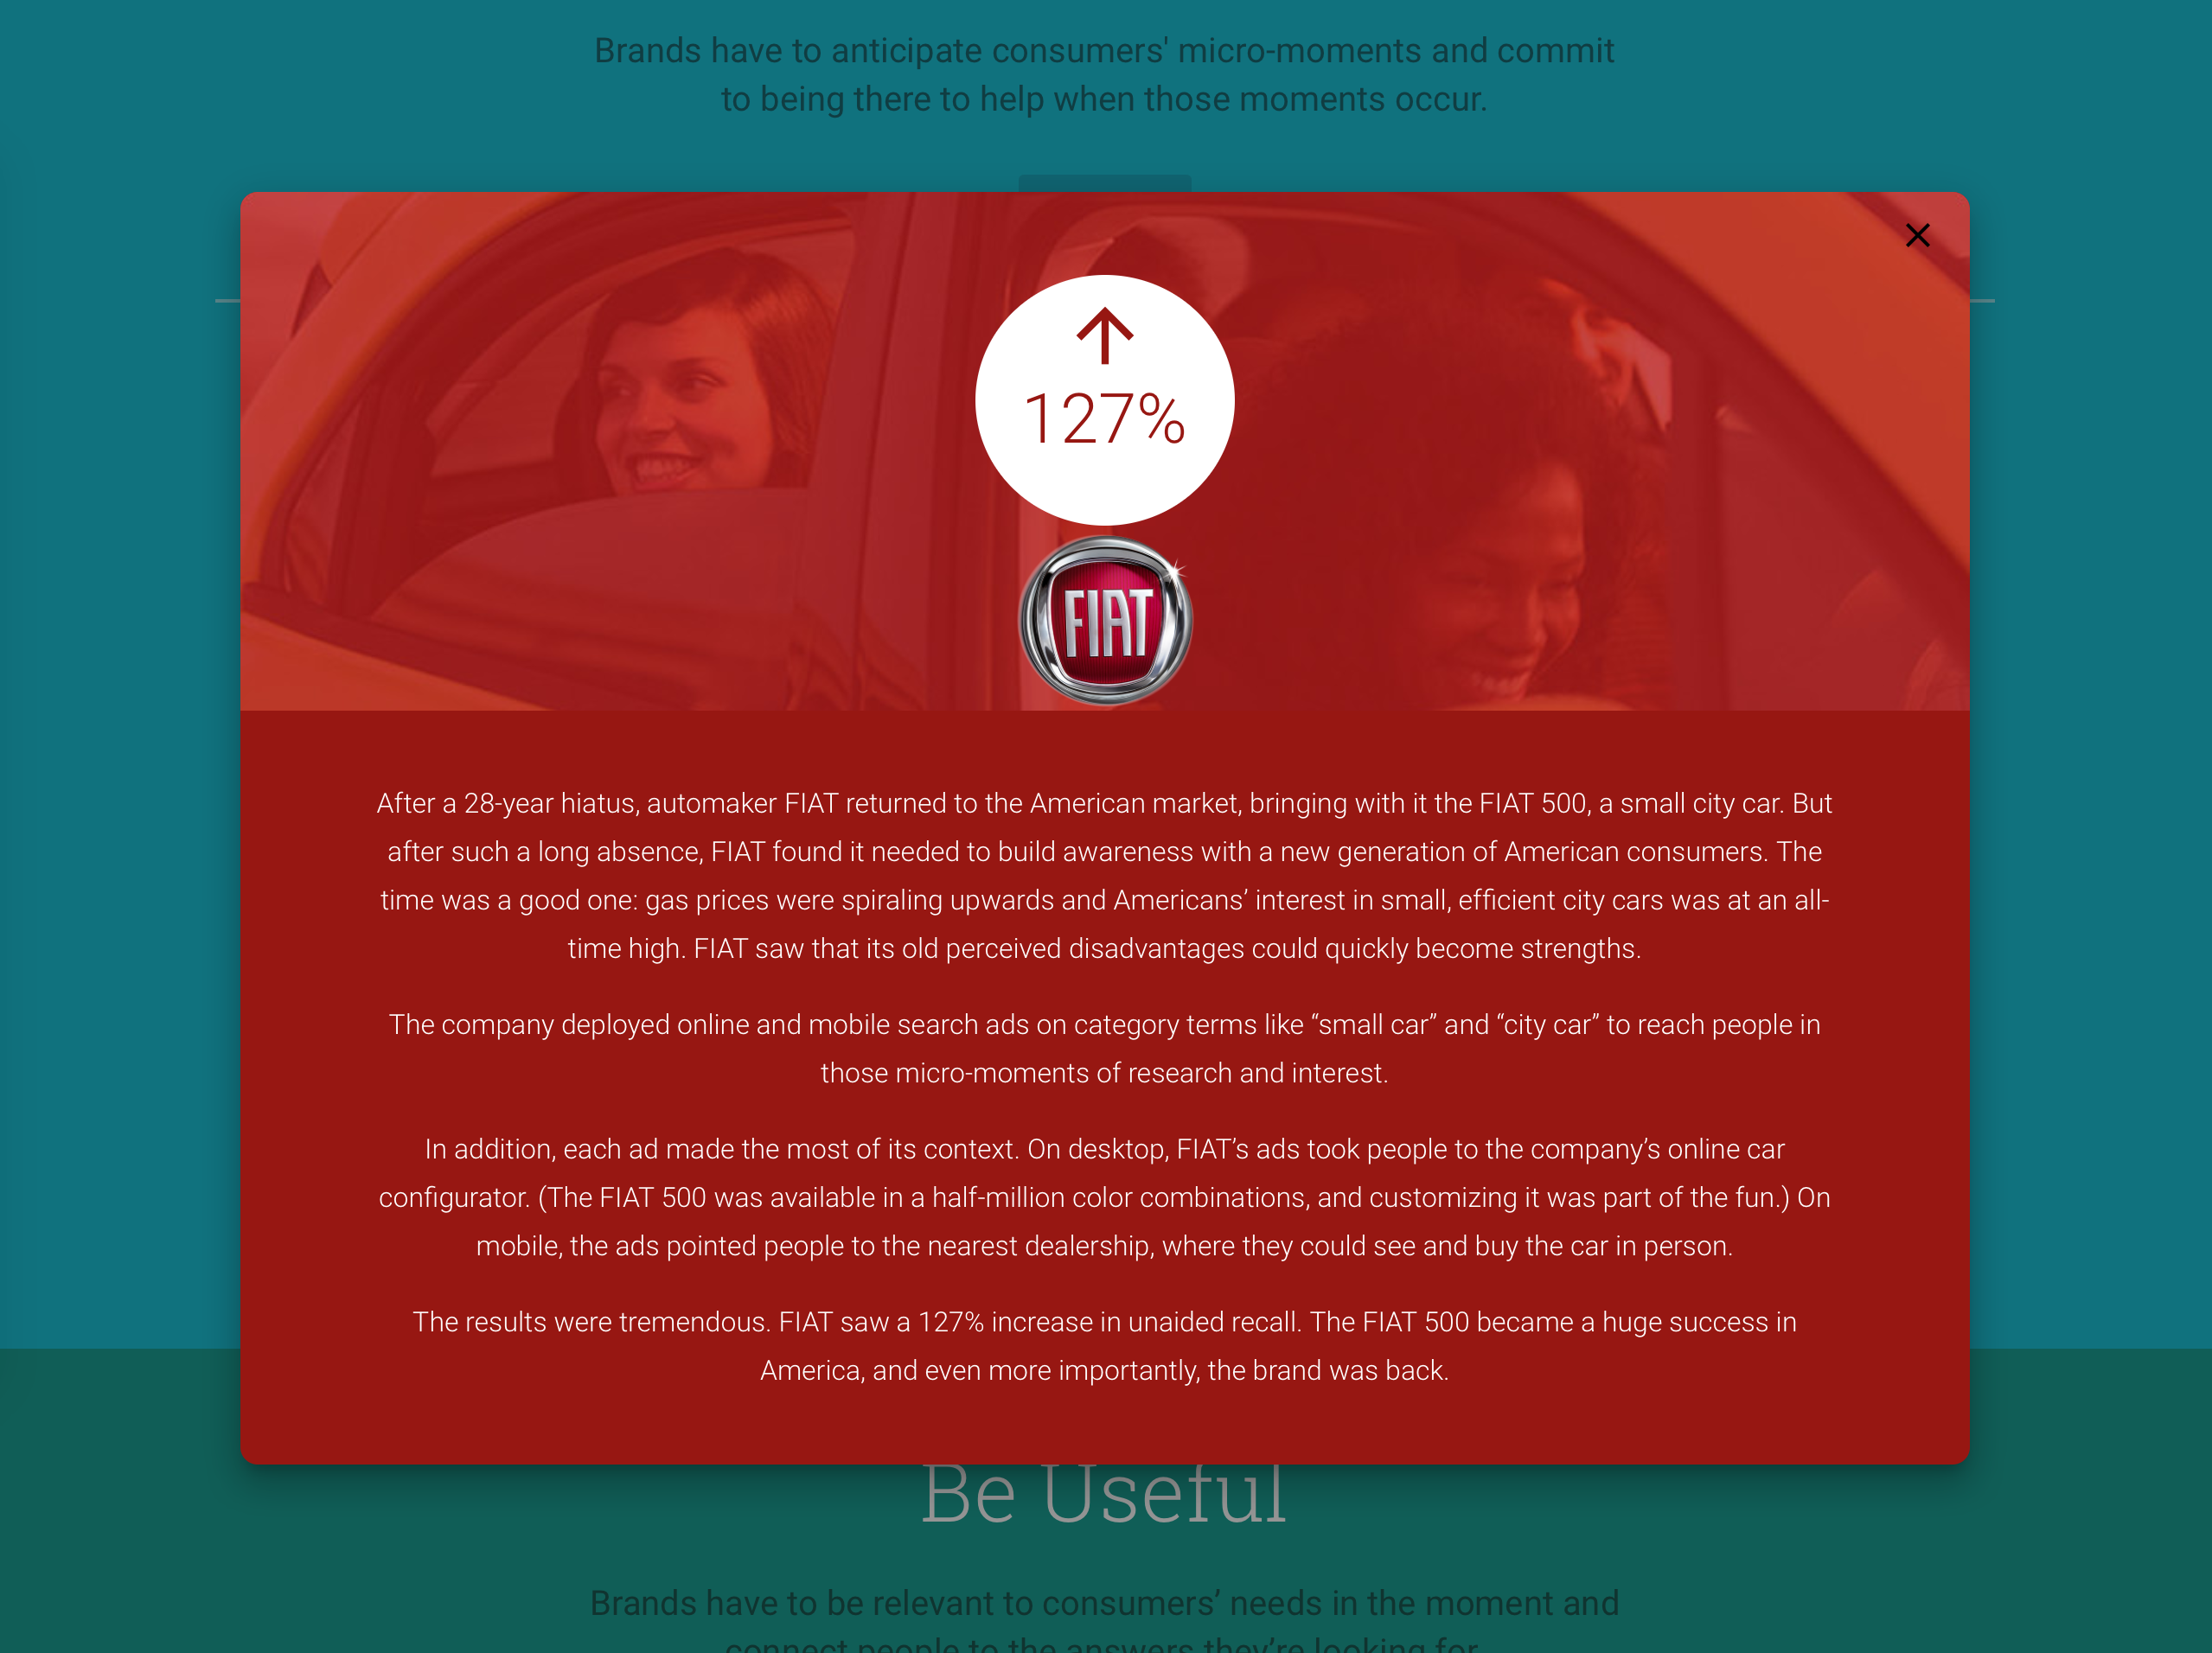 Brands have to anticipate consumers' micro-moments and commit
to being there to help when those moments occur.
127%
FIAT
After a 28-year hiatus, automaker FIAT returned to the American market, bringing with it the FIAT 500, a small city car. But
after such a long absence, FIAT found it needed to build awareness with a new generation of American consumers. The
time was a good one: gas prices were spiraling upwards and Americans’ interest in small, efficient city cars was at an all-
time high. FIAT saw that its old perceived disadvantages could quickly become strengths.
The company deployed online and mobile search ads on category terms like “small car” and “city car” to reach people in
those micro-moments of research and interest.
In addition, each ad made the most of its context. On desktop, FIAT’s ads took people to the company’s online car
configurator. (The FIAT 500 was available in a half-million color combinations, and customizing it was part of the fun.) On
mobile, the ads pointed people to the nearest dealership, where they could see and buy the car in person.
The results were tremendous. FIAT saw a 127% increase in unaided recall. The FIAT 500 became a huge success in
America, and even more importantly, the brand was back.
Be Useful
Brands have to be relevant to consumers’ needs in the moment and
connect people to the answers they’re looking for